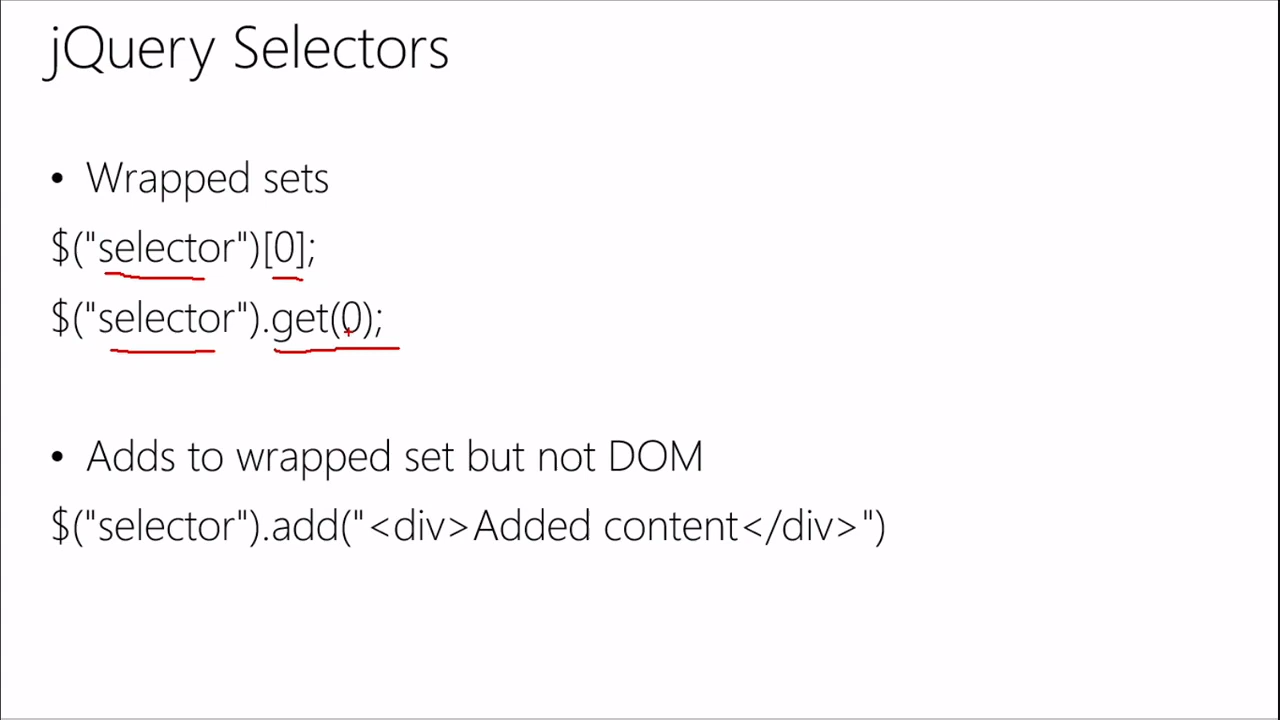 jQuery Selectors
• Wrapped sets
$("selector")[0];
$("selector").get(0);
• Adds to wrapped set but not DOM
$("selector").add("<div>Added content</div>")